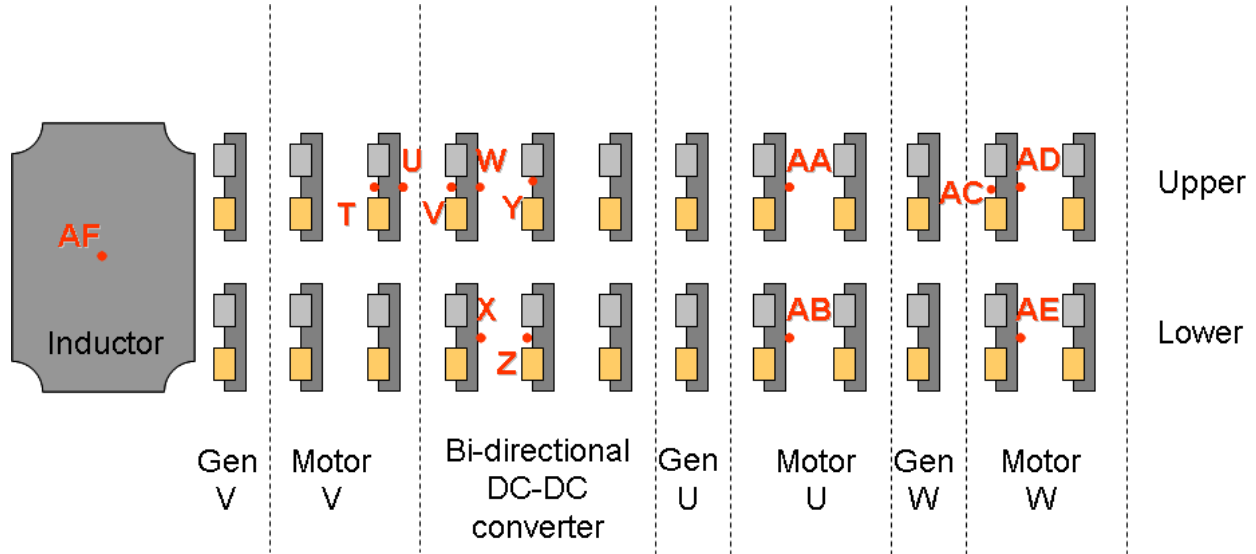 U W AA AD
T V Y AC
Upper
AF
X AB AE
Inductor Z
Lower
Gen
V
Motor
V
Bi-directional
DC-DC
converter
Gen
U
Motor
U
Gen
W
Motor
W